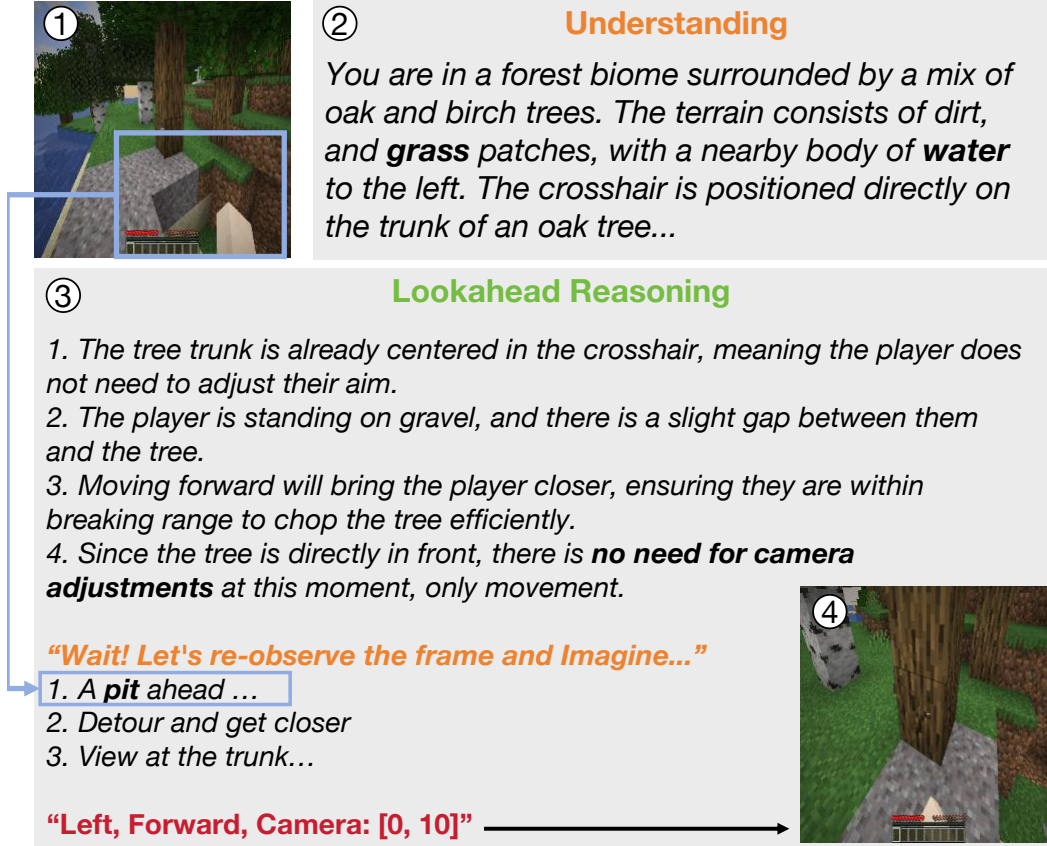 ①
② Understanding
You are in a forest biome surrounded by a mix of
oak and birch trees. The terrain consists of dirt,
and grass patches, with a nearby body of water
to the left. The crosshair is positioned directly on
the trunk of an oak tree...
③ Lookahead Reasoning
1. The tree trunk is already centered in the crosshair, meaning the player does
not need to adjust their aim.
2. The player is standing on gravel, and there is a slight gap between them
and the tree.
3. Moving forward will bring the player closer, ensuring they are within
breaking range to chop the tree efficiently.
4. Since the tree is directly in front, there is no need for camera
adjustments at this moment, only movement.
“Wait! Let's re-observe the frame and Imagine...”
1. A pit ahead …
2. Detour and get closer
3. View at the trunk…
“Left, Forward, Camera: [0, 10]”
④